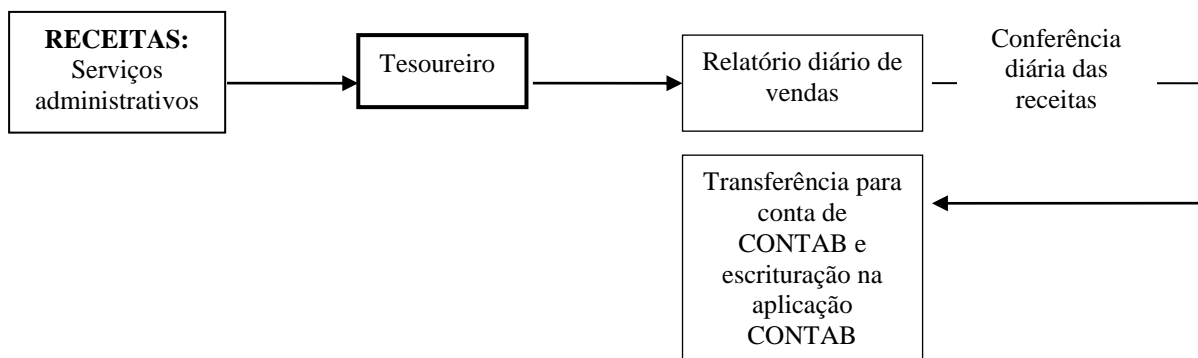 RECEITAS:
Serviços
administrativos
Tesoureiro
Relatório diário de
vendas
Conferência
diária das
receitas
Transferência para
conta de
CONTAB e
escrituração na
aplicação
CONTAB